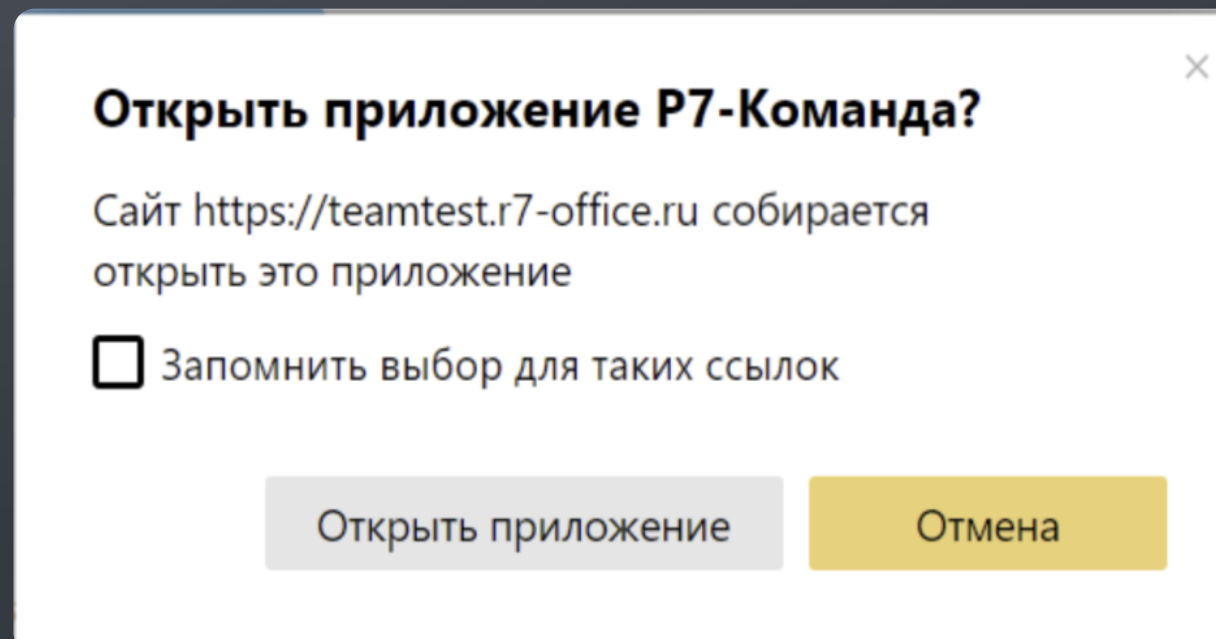 Открыть приложение Р7-Команда?
Сайт https://teamtest.r7-office.ru собирается
открыть это приложение
Запомнить выбор для таких ссылок
Открыть приложение
Отмена